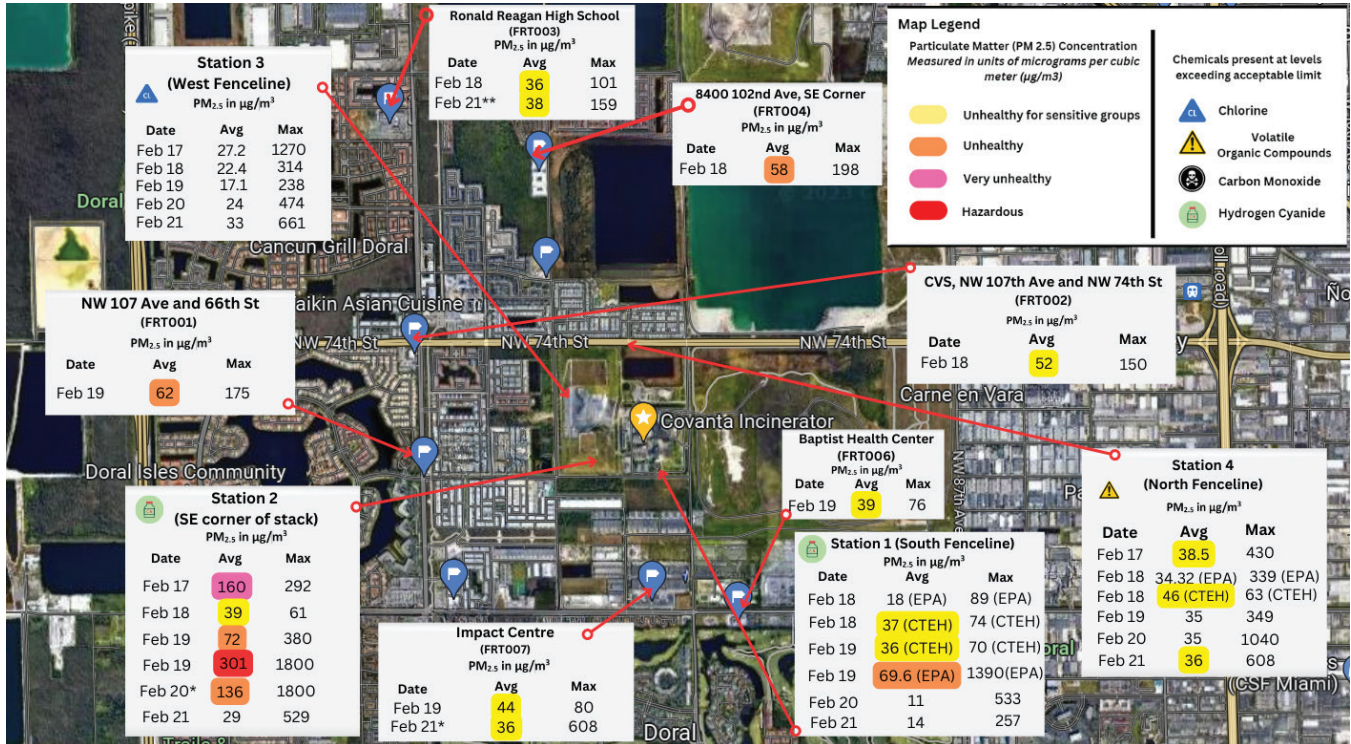 Ronald Reagan High School
(FRT003)
PM2.5 in µg/m³
Date Avg Max
Feb 18 36 101
Feb 21** 38 159
Station 3
(West Fenceline)
CL
PM2.5 in µg/m³
Date Avg Max
Feb 17 27.2 1270
Feb 18 22.4 314
Feb 19 17.1 238
Feb 20 24 474
Feb 21 33 661
8400 102nd Ave, SE Corner
(FRT004)
PM2.5 in µg/m³
Date Avg Max
Feb 18 58 198
Map Legend
Particulate Matter (PM 2.5) Concentration
Measured in units of micrograms per cubic
meter (µg/m3)
Unhealthy for sensitive groups
Unhealthy
Very unhealthy
Hazardous
Chemicals present at levels
exceeding acceptable limit
CL
Chlorine
Volatile
Organic Compounds
Carbon Monoxide
Hydrogen Cyanide
Doral
Cancun Grill Doral
aikin Asian Cuisine
NW 74th St
NW 74th St
NW 74th St
NW 107 Ave and 66th St
(FRT001)
PM2.5 in µg/m³
Date Avg Max
Feb 19 62 175
CVS, NW 107th Ave and NW 74th St
(FRT002)
PM2.5 in µg/m³
Date Avg Max
Feb 18 52 150
Carne en Vara
Covanta Incinerator
NW 87th Ave
Doral Isles Community
Baptist Health Center
(FRT006)
PM2.5 in µg/m³
Date Avg Max
Feb 19 39 76
Station 2
(SE corner of stack)
PM2.5 in µg/m³
Date Avg Max
Feb 17 160 292
Feb 18 39 61
Feb 19 72 380
Feb 19 301 1800
Feb 20* 136 1800
Feb 21 29 529
Station 4
(North Fenceline)
PM2.5 in µg/m³
Date Avg Max
Feb 17 38.5 430
Feb 18 34.32 (EPA) 339 (EPA)
Feb 18 46 (CTEH) 63 (CTEH)
Feb 19 35 349
Feb 20 35 1040
Feb 21 36 608
Station 1 (South Fenceline)
PM2.5 in µg/m³
Date Avg Max
Feb 18 18 (EPA) 89 (EPA)
Feb 18 37 (CTEH) 74 (CTEH)
Feb 19 36 (CTEH) 70 (CTEH)
Feb 19 69.6 (EPA) 1390(EPA)
Feb 20 11 533
Feb 21 14 257
Impact Centre
(FRT007)
PM2.5 in µg/m³
Date Avg Max
Feb 19 44 80
Feb 21* 36 608
Doral
(CSF Miami)